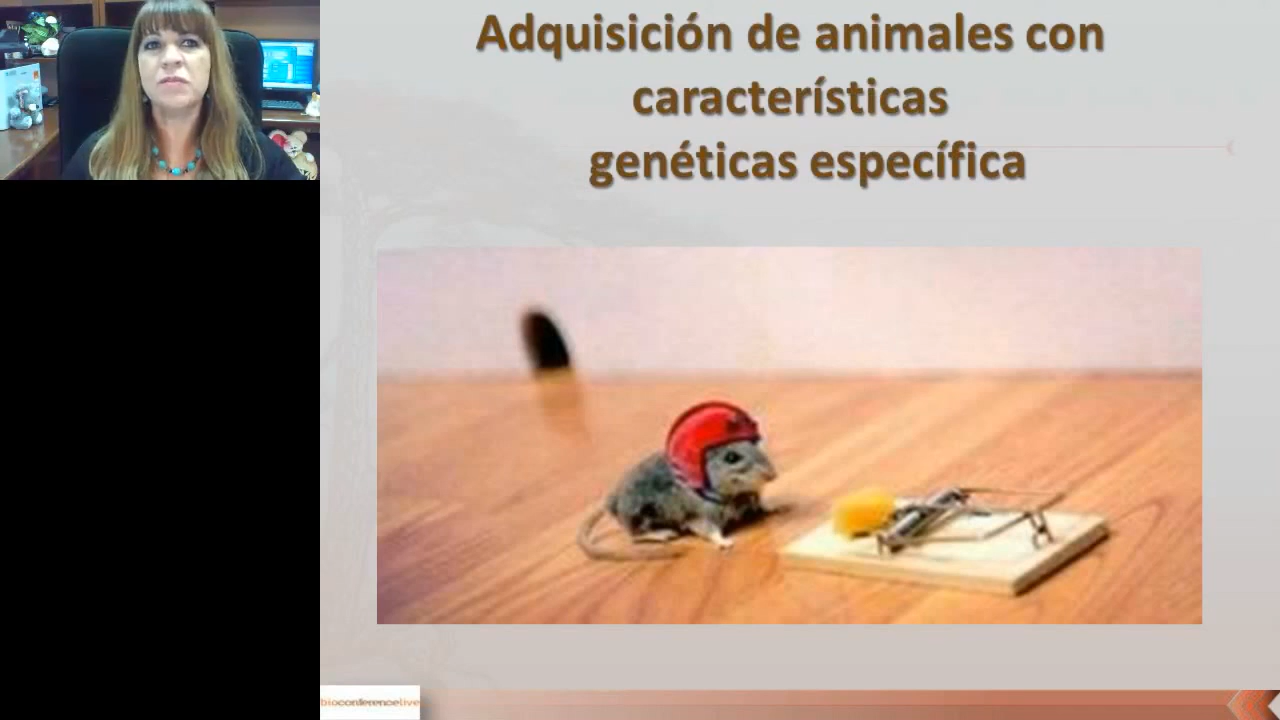 Adquisición de animales con
características
genéticas específica
bioconferencelive